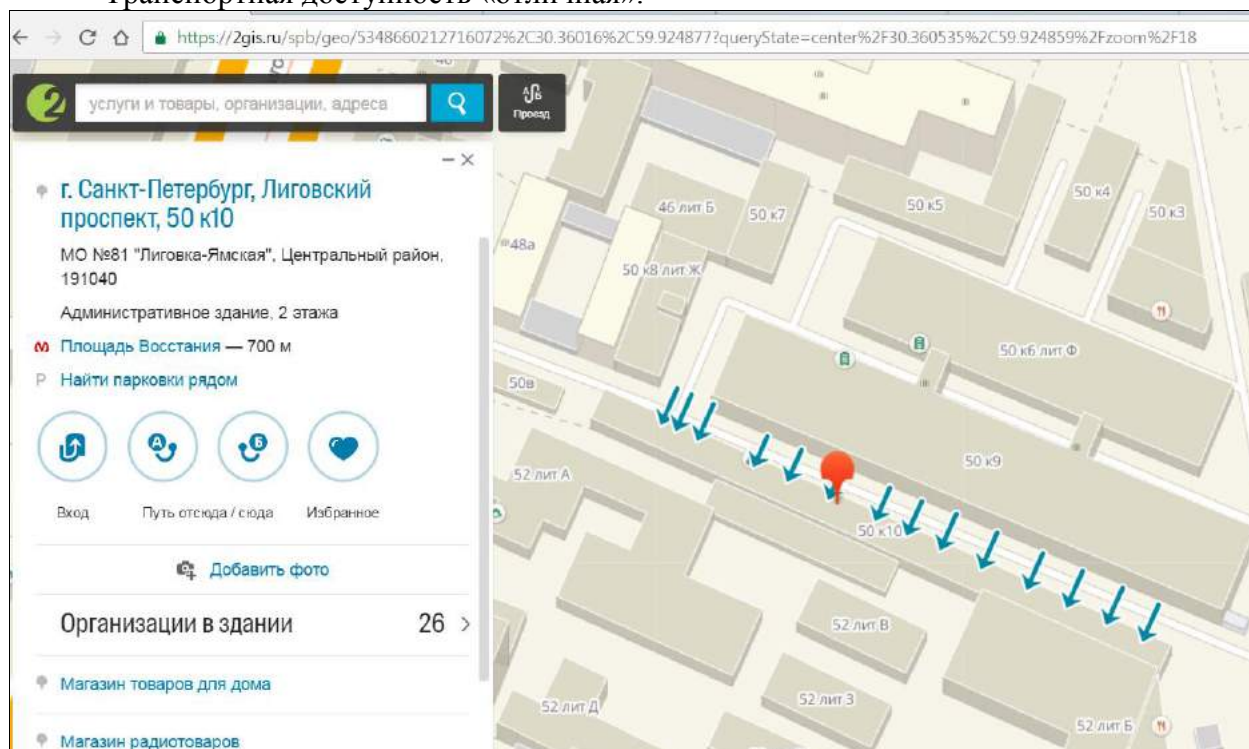 Транспортная доступность «отличная».
https://2gis.ru/spb/geo/5348660212716072%2C30.36016%2C59.924877?queryState=center%2F30.360535%2C59.924859%2Fzoom%2F18
2
услуги и товары, организации, адреса
Проезд
г. Санкт-Петербург, Лиговский
проспект, 50 к10
МО №81 "Лиговка-Ямская", Центральный район,
191040
Административное здание, 2 этажа
Площадь Восстания — 700 м
P Найти парковки рядом
А
Б
Вход
Путь отсюда / сюда
Избранное
Добавить фото
Организации в здании 26
Магазин товаров для дома
Магазин радиотоваров
46 лит Б
50 к7
50 к5
50 к4
50 к3
48а
50 к8 лит Ж
50 к6 лит Ф
50в
50 к9
52 лит А
50 к10
52 лит В
52 лит З
52 лит Д
52 лит Б